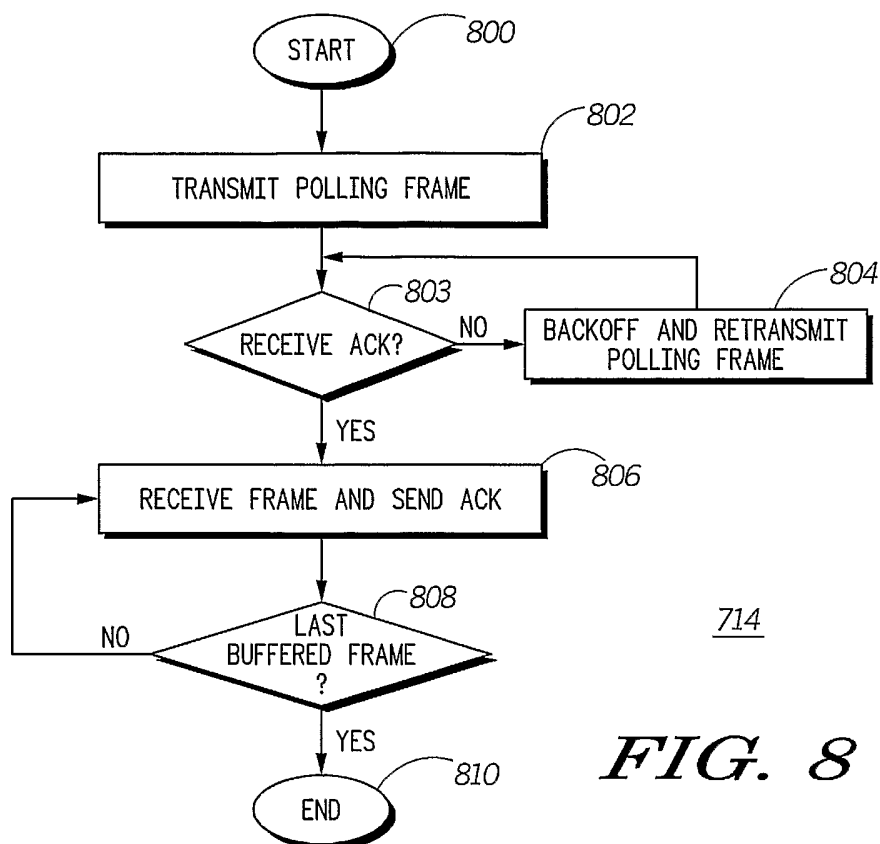 START
800
802
TRANSMIT POLLING FRAME
803
804
RECEIVE ACK?
NO
BACKOFF AND RETRANSMIT
POLLING FRAME
YES
806
RECEIVE FRAME AND SEND ACK
808
NO
LAST
BUFFERED FRAME
?
714
YES
810
END
FIG. 8